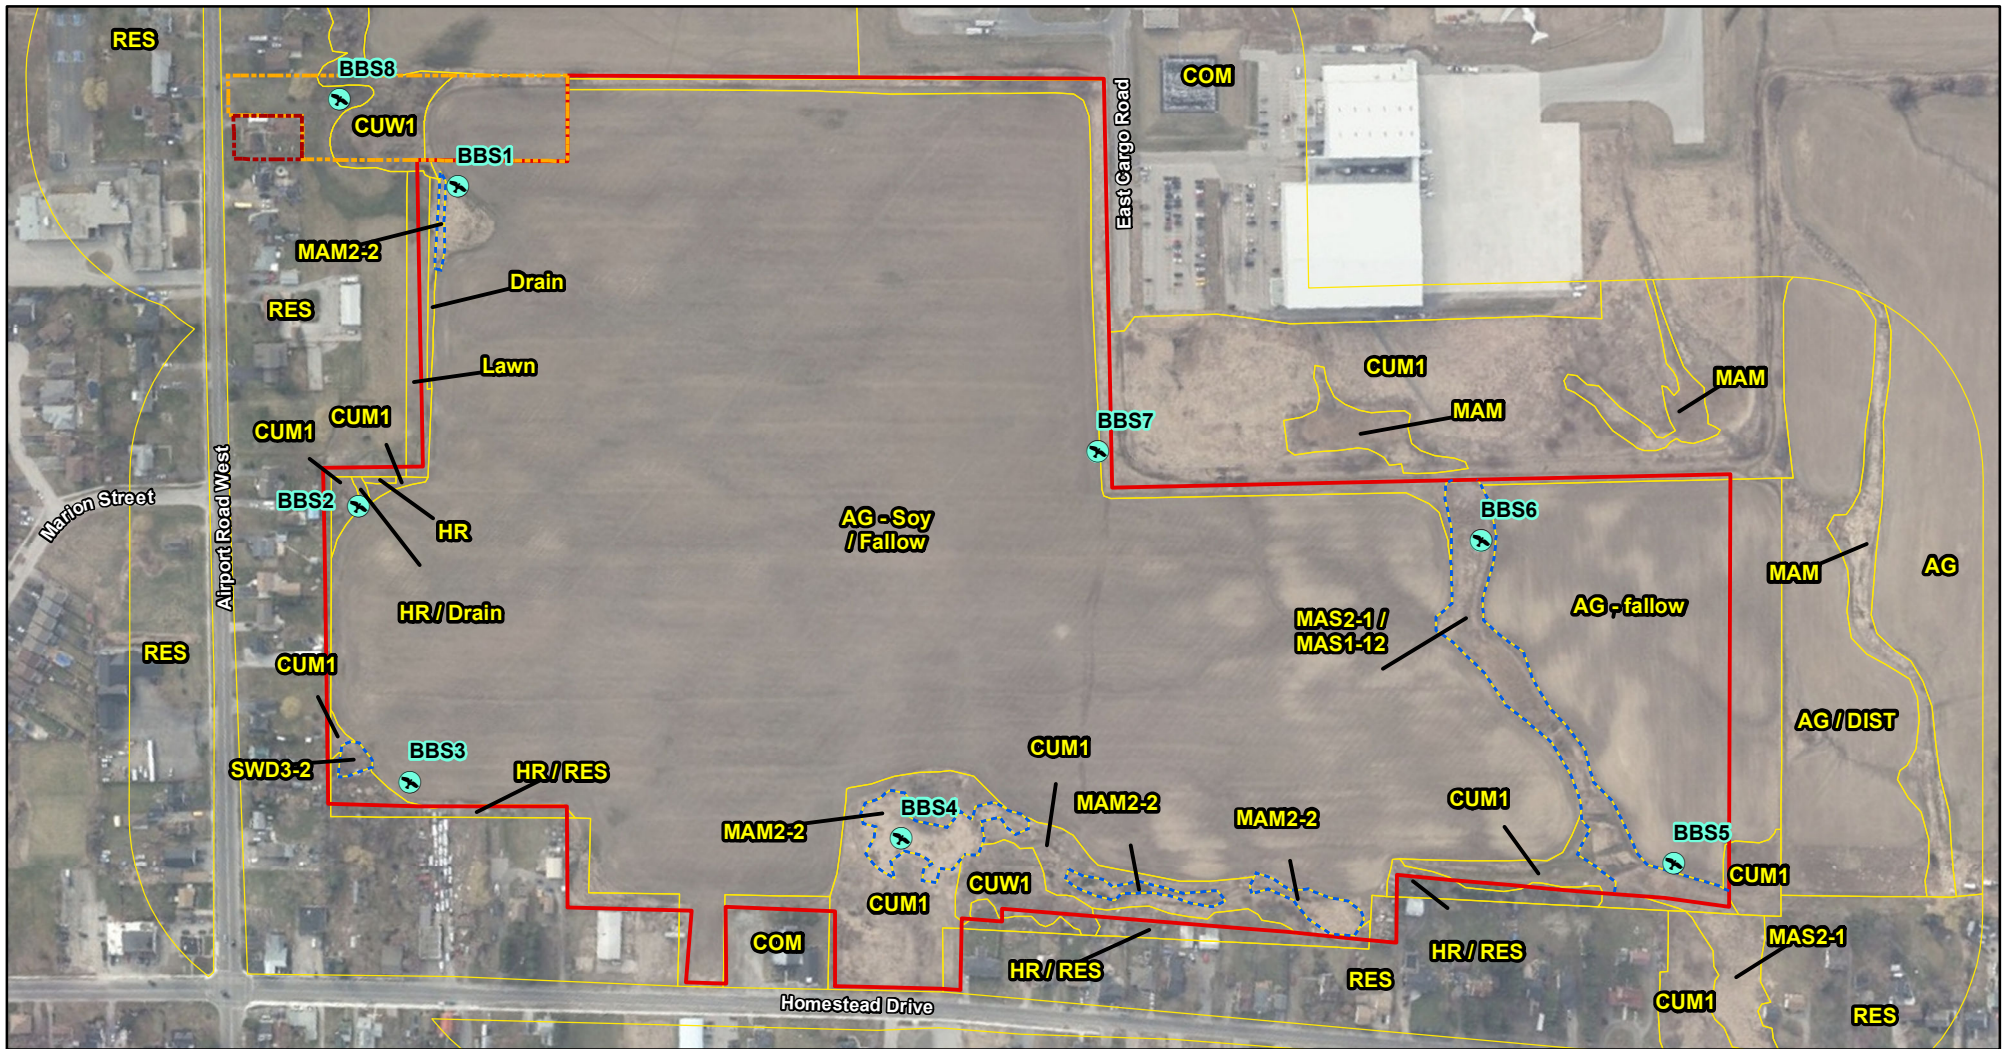 RES
BBS8
CUW1
BBS1
COM
East Cargo Road
MAM2-2
Drain
RES
Lawn
CUM1
CUM1
CUM1
MAM
MAM
BBS7
BBS2
Marion Street
Airport Road West
HR
AG - Soy
/ Fallow
BBS6
MAM
AG
HR / Drain
MAS2-1 /
MAS1-12
AG - fallow
RES
CUM1
AG / DIST
SWD3-2
BBS3
HR / RES
CUM1
MAM2-2
BBS4
MAM2-2
MAM2-2
CUM1
BBS5
CUM1
CUW1
CUM1
COM
HR / RES
RES
HR / RES
MAS2-1
CUM1
RES
Homestead Drive